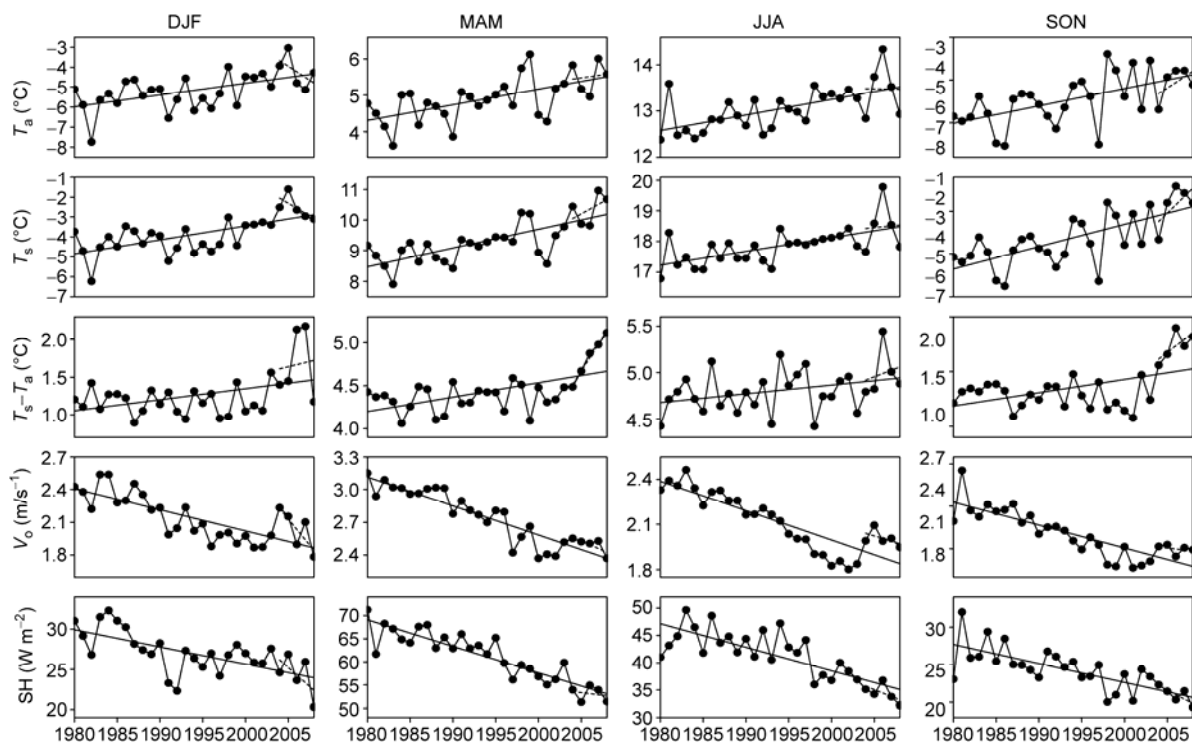 DJF MAM JJA SON
Ta (°C)
−3 −4 −5 −6 −7 −8
6 5 4
14 13 12
−3 −4 −5 −6 −7 −8
Ts (°C)
−1 −2 −3 −4 −5 −6 −7
11 10 9 8
20 19 18 17
−1 −2 −3 −4 −5 −6 −7
Ts−Ta (°C)
2.0 1.5 1.0
5.0 4.5 4.0
5.0 4.5
2.0 1.5 1.0
Vo (m/s−1)
2.7 2.4 2.1 1.8
3.3 3.0 2.7 2.4
2.4 2.1 1.8
2.7 2.4 2.1 1.8
SH (W m−2)
30 25 20
70 65 60 55 50
50 45 40 35 30
30 25 20
1980 1985 1990 1995 2000 2005 1980 1985 1990 1995 2000 2005 1980 1985 1990 1995 2000 2005 1980 1985 1990 1995 2000 2005